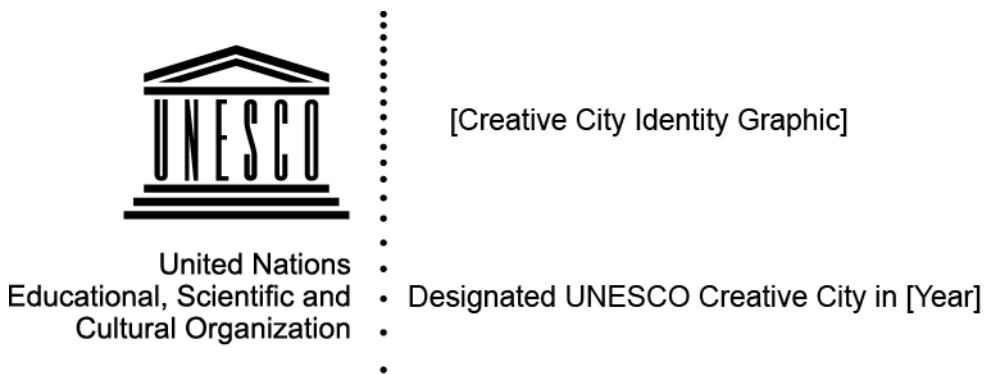 UNESCO
United Nations
Educational, Scientific and
Cultural Organization
[Creative City Identity Graphic]
Designated UNESCO Creative City in [Year]